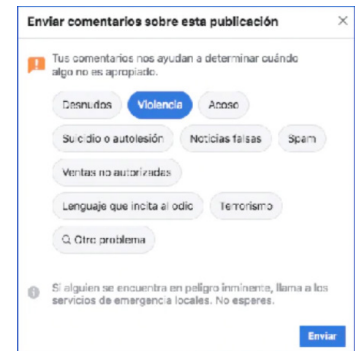 Enviar comentarios sobre esta publicación
Tus comentarios nos ayudan a determinar cuándo
algo no es apropiado.
Desnudos Violencia Acoso
Suicidio o autolesión Noticias falsas Spam
Ventas no autorizadas
Lenguaje que incita al odio Terrorismo
Otro problema
Si alguien se encuentra en peligro inminente, llama a los
servicios de emergencia locales. No esperes.
Enviar